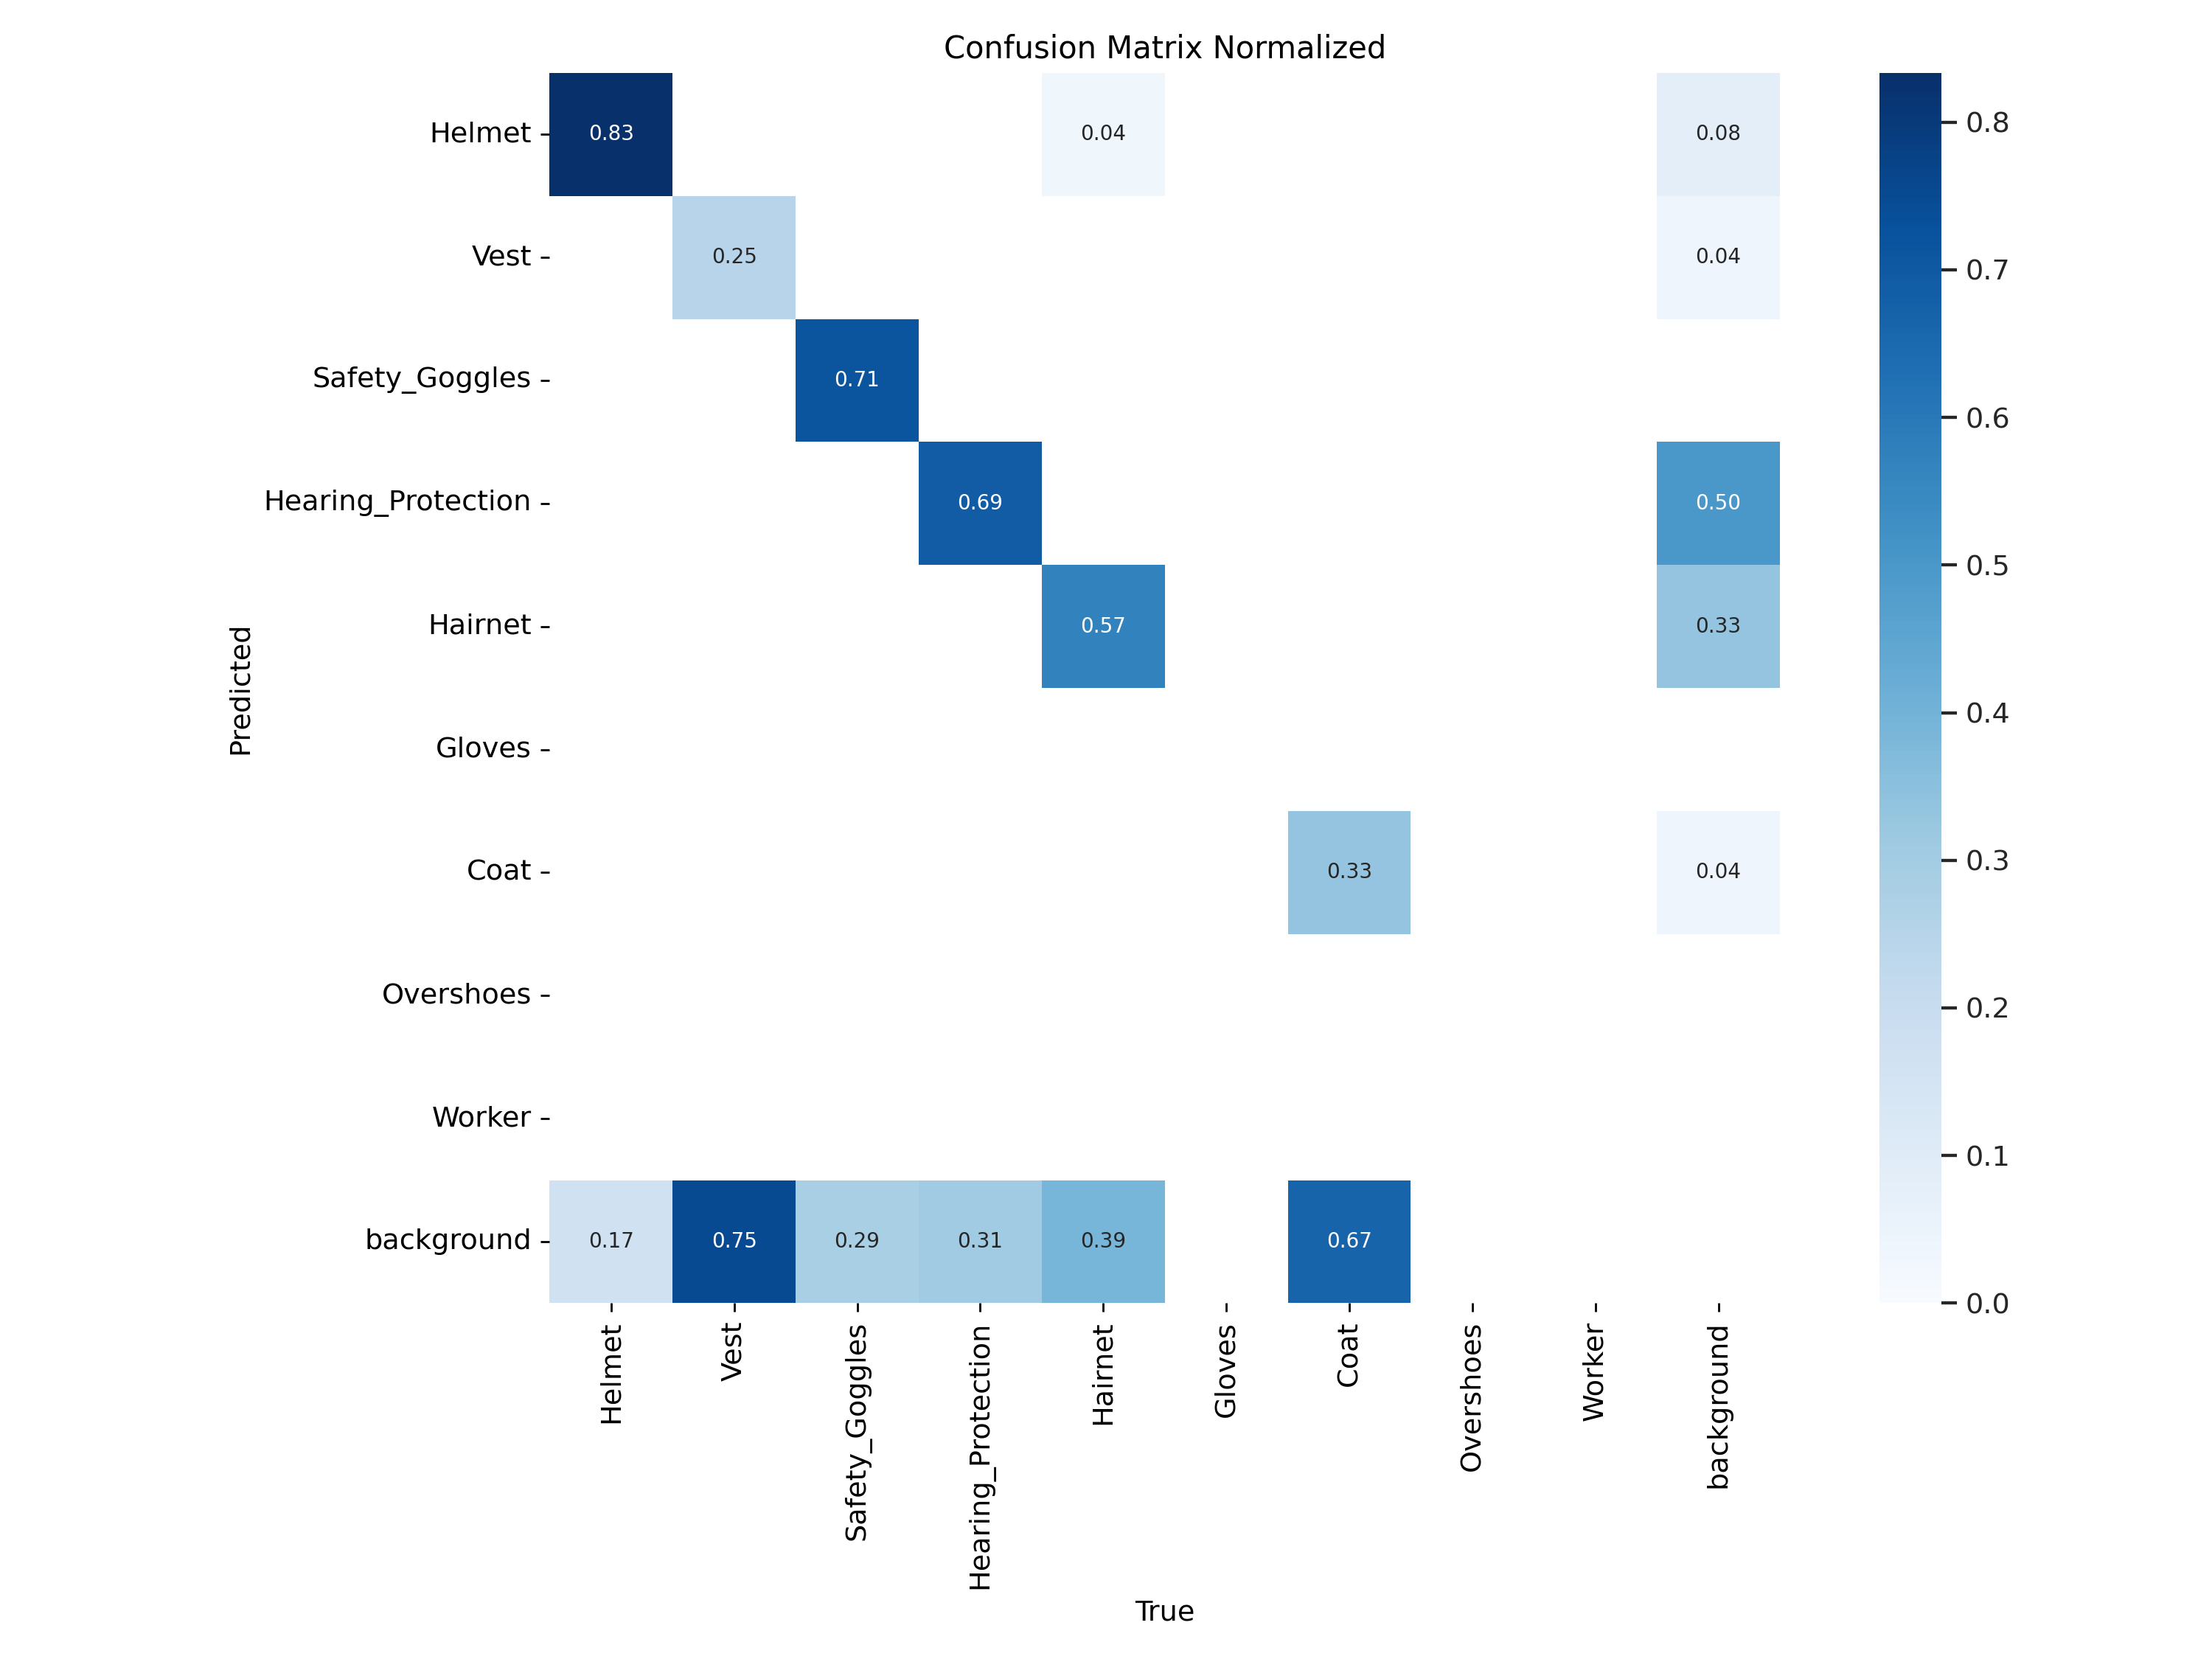 Confusion Matrix Normalized
Helmet
0.83
0.04
0.08
0.8
Vest
0.25
0.04
0.7
Safety_Goggles
0.71
0.6
Hearing_Protection
0.69
0.50
0.5
Hairnet
0.57
0.33
Predicted
0.4
Gloves
Coat
0.33
0.04
0.3
Overshoes
0.2
Worker
0.1
background
0.17
0.75
0.29
0.31
0.39
0.67
0.0
Helmet
Vest
Safety_Goggles
Hearing_Protection
Hairnet
Gloves
Coat
Overshoes
Worker
background
True